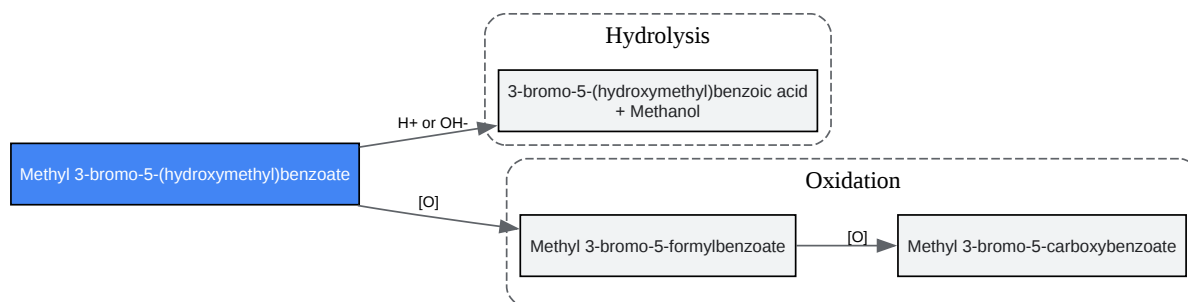 Hydrolysis
3-bromo-5-(hydroxymethyl)benzoic acid
+ Methanol
H+ or OH-
Methyl 3-bromo-5-(hydroxymethyl)benzoate
Oxidation
[O]
Methyl 3-bromo-5-formylbenzoate
[O]
Methyl 3-bromo-5-carboxybenzoate